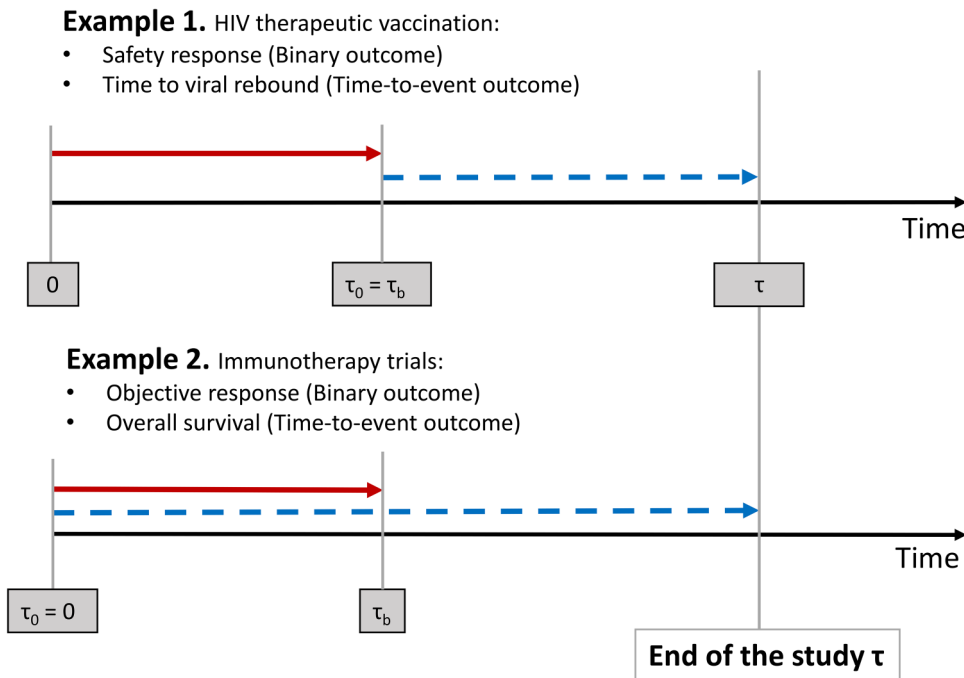 Example 1. HIV therapeutic vaccination:
• Safety response (Binary outcome)
• Time to viral rebound (Time-to-event outcome)
Time
0
τ₀ = τ_b
τ
Example 2. Immunotherapy trials:
• Objective response (Binary outcome)
• Overall survival (Time-to-event outcome)
Time
τ₀ = 0
τ_b
End of the study τ